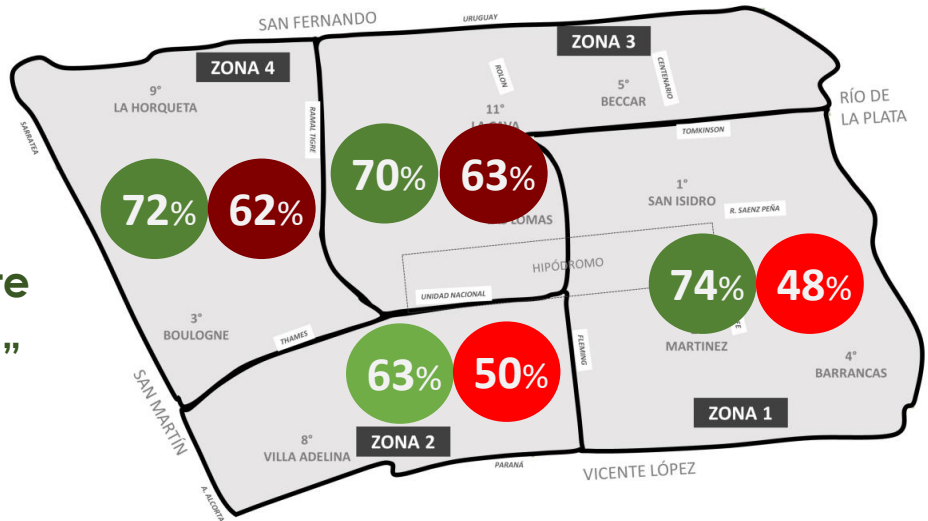 SAN FERNANDO
URUGUAY
ZONA 4
ZONA 3
9°
LA HORQUETA
ROLON
5°
BECCAR
CENTENARIO
RÍO DE
LA PLATA
SARRATEA
RAMAL TIGRE
11°
TOMKINSON
72%
62%
70%
63%
LOMAS
1°
SAN ISIDRO
R. SAENZ PEÑA
HIPÓDROMO
74%
48%
UNIDAD NACIONAL
3°
BOULOGNE
THAMES
FLEMING
MARTINEZ
4°
BARRANCAS
63%
50%
SAN MARTÍN
ZONA 1
8°
VILLA ADELINA
ZONA 2
PARANÁ
VICENTE LÓPEZ
A. ALCORTA
”